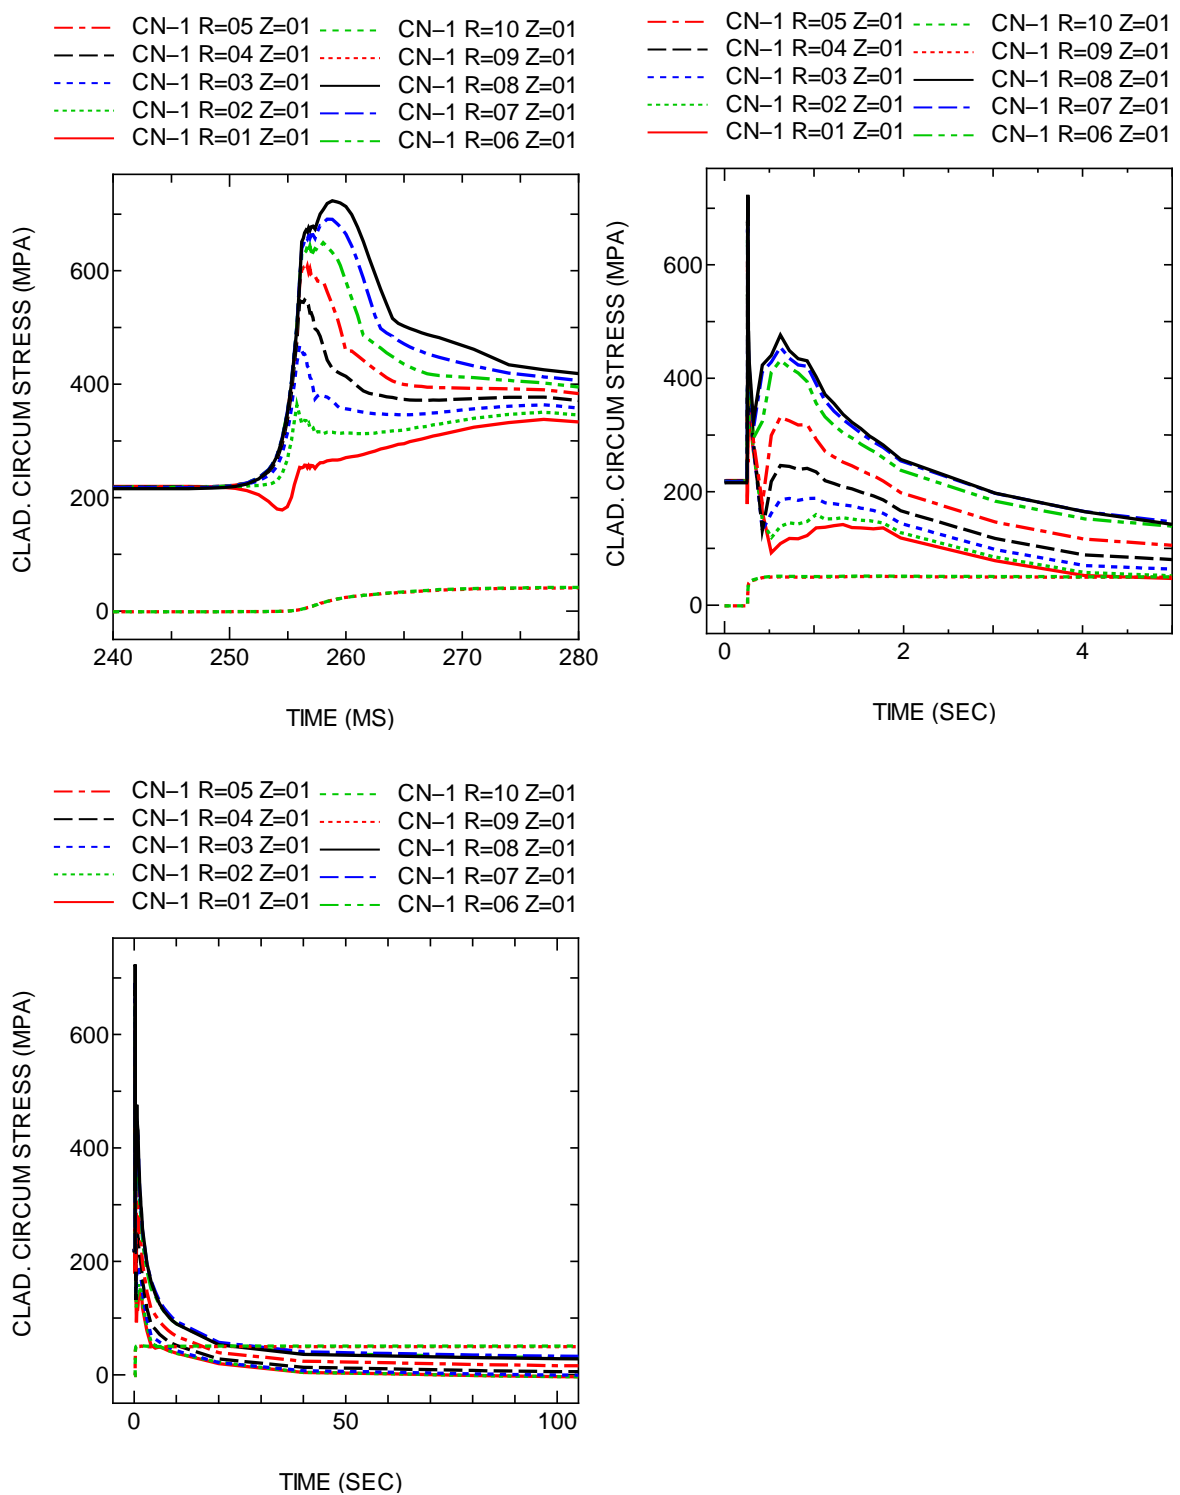 CN–1 R=05 Z=01
CN–1 R=04 Z=01
CN–1 R=03 Z=01
CN–1 R=02 Z=01
CN–1 R=01 Z=01
CN–1 R=10 Z=01
CN–1 R=09 Z=01
CN–1 R=08 Z=01
CN–1 R=07 Z=01
CN–1 R=06 Z=01
CLAD. CIRCUM STRESS (MPA)
600
400
200
0
240 250 260 270 280
TIME (MS)
CN–1 R=05 Z=01
CN–1 R=04 Z=01
CN–1 R=03 Z=01
CN–1 R=02 Z=01
CN–1 R=01 Z=01
CN–1 R=10 Z=01
CN–1 R=09 Z=01
CN–1 R=08 Z=01
CN–1 R=07 Z=01
CN–1 R=06 Z=01
CLAD. CIRCUM STRESS (MPA)
600
400
200
0
0 2 4
TIME (SEC)
CN–1 R=05 Z=01
CN–1 R=04 Z=01
CN–1 R=03 Z=01
CN–1 R=02 Z=01
CN–1 R=01 Z=01
CN–1 R=10 Z=01
CN–1 R=09 Z=01
CN–1 R=08 Z=01
CN–1 R=07 Z=01
CN–1 R=06 Z=01
CLAD. CIRCUM STRESS (MPA)
600
400
200
0
0 50 100
TIME (SEC)